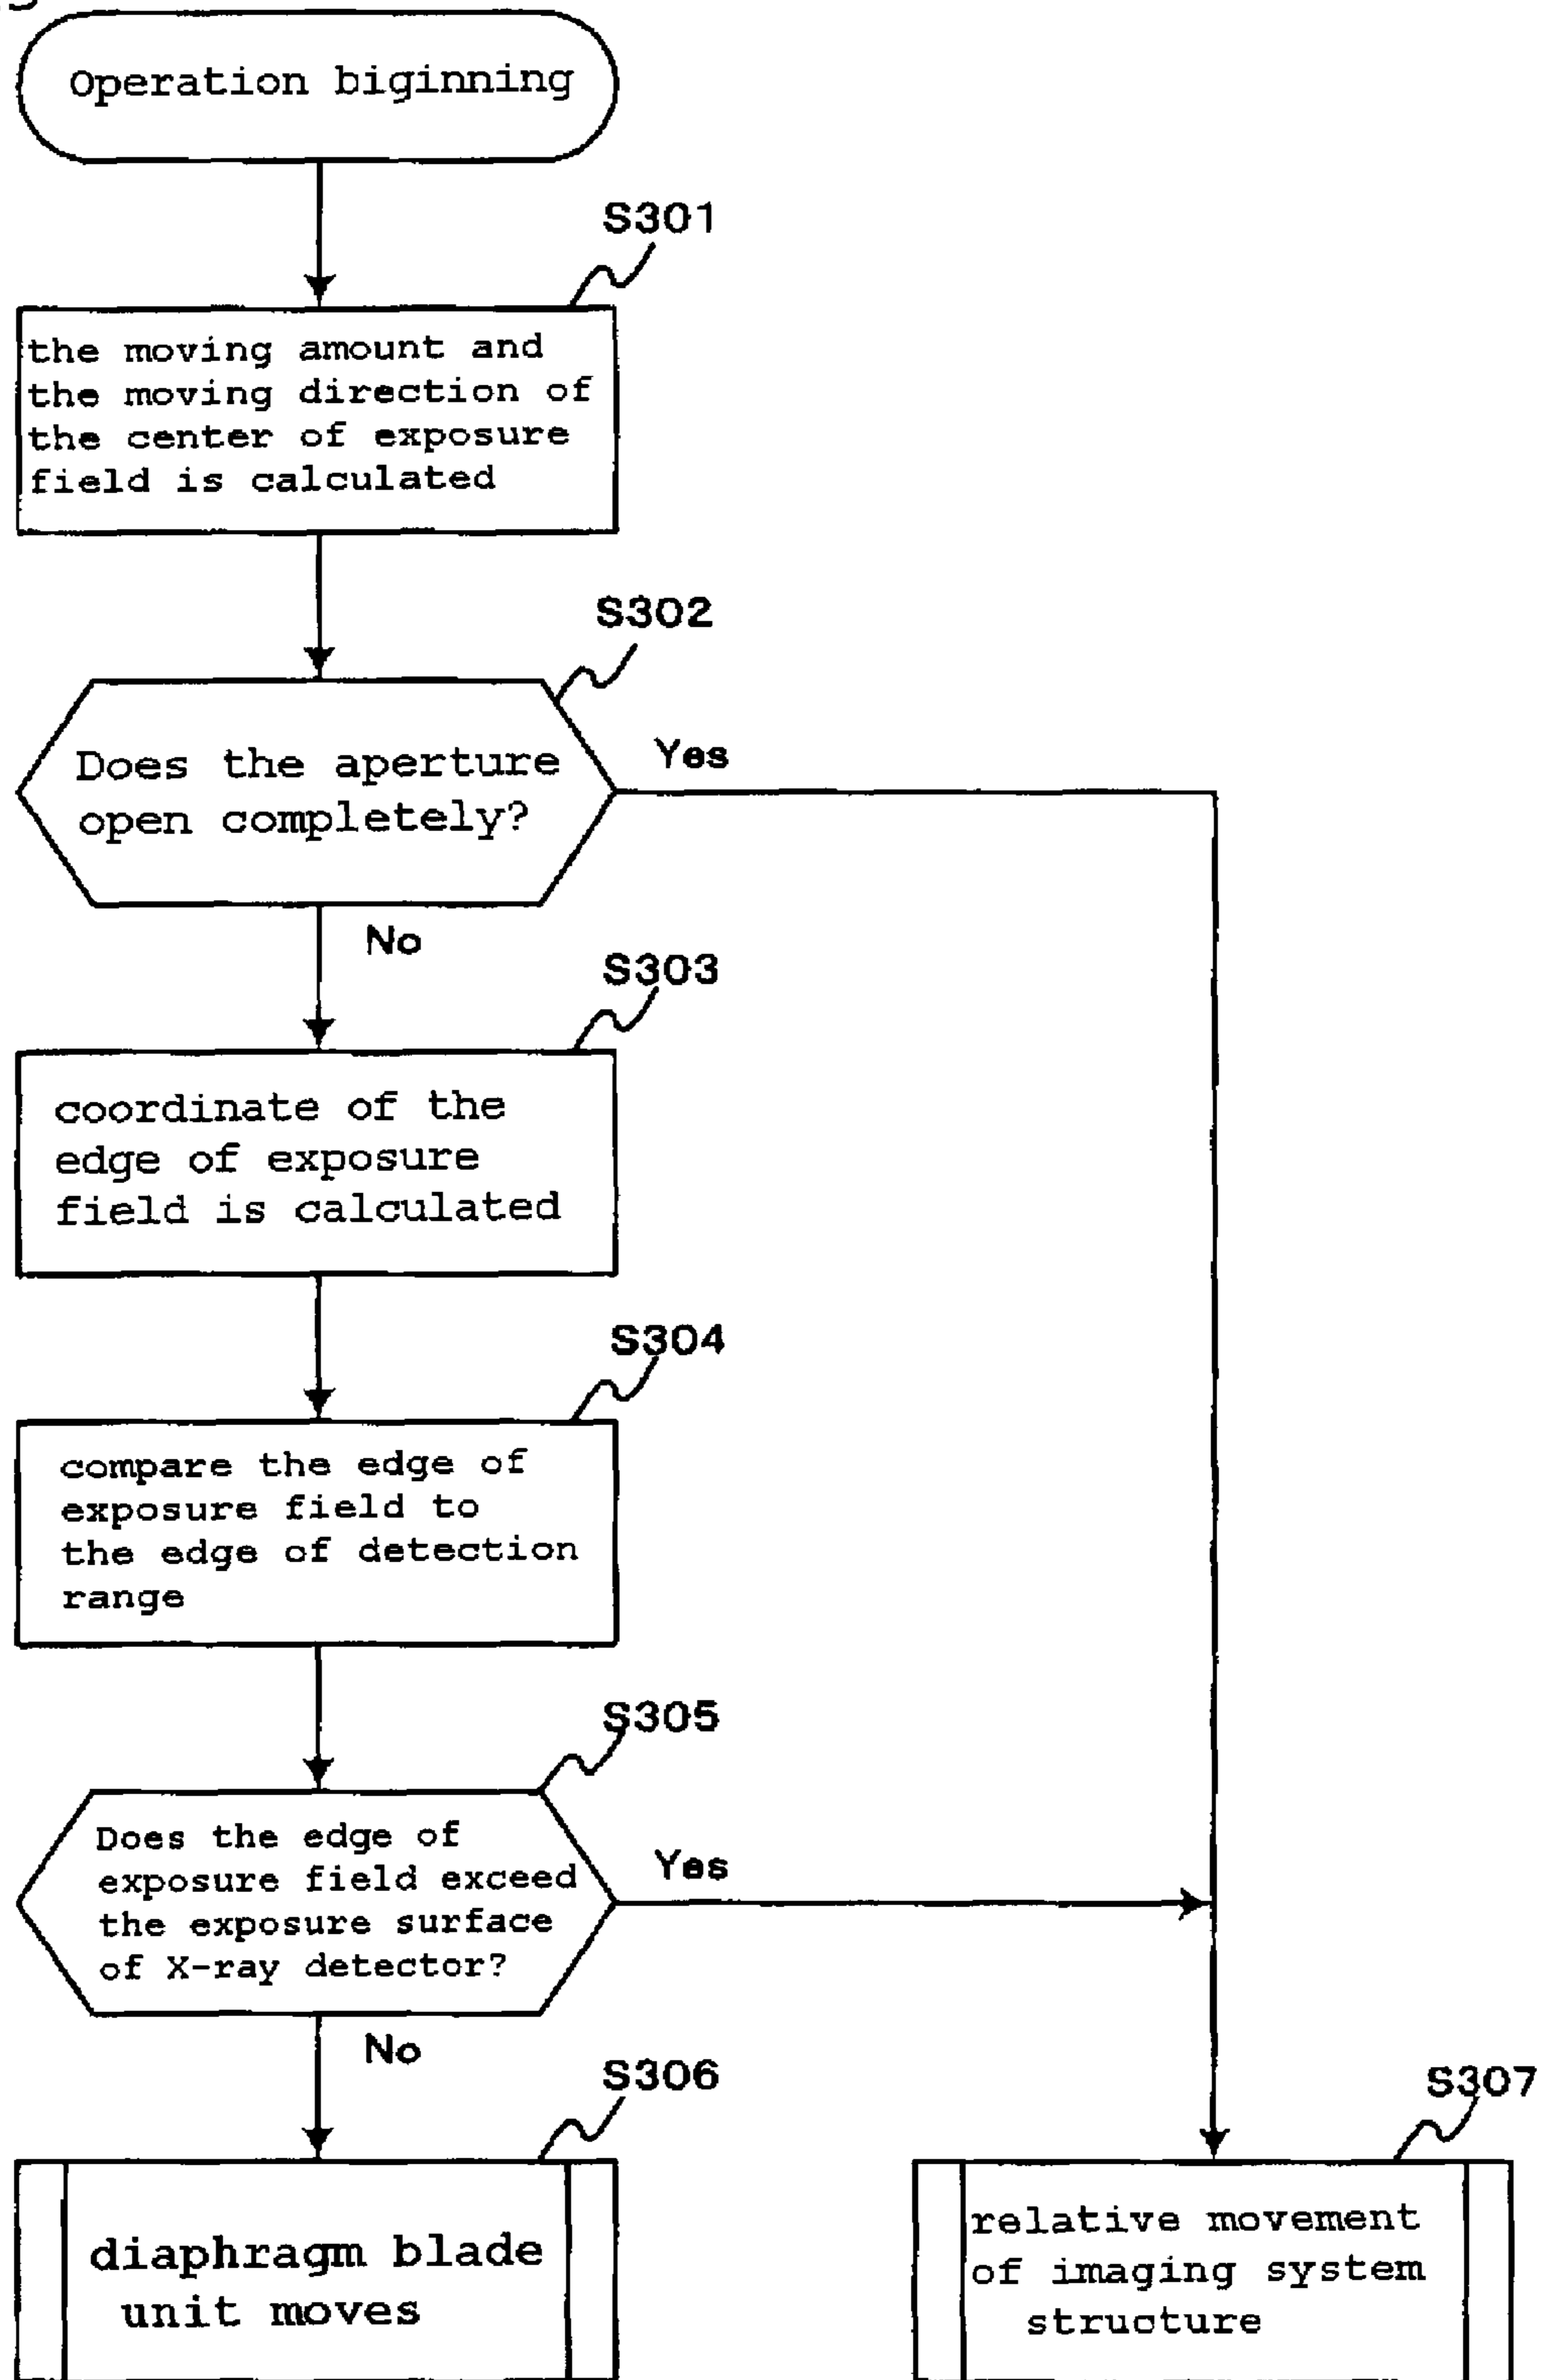 Operation biginning
S301
the moving amount and
the moving direction of
the center of exposure
field is calculated
S302
Does the aperture
open completely?
Yes
No
S303
coordinate of the
edge of exposure
field is calculated
S304
compare the edge of
exposure field to
the edge of detection
range
S305
Does the edge of
exposure field exceed
the exposure surface
of X-ray detector?
Yes
No
S306
diaphragm blade
unit moves
S307
relative movement
of imaging system
structure